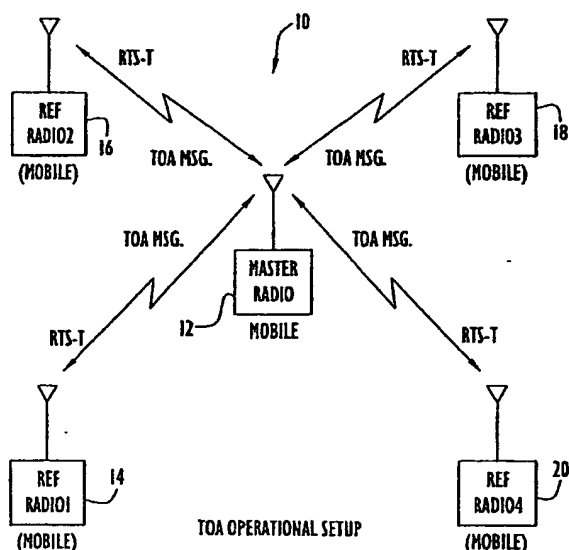 10
RTS-T
RTS-T
REF
RADIO2
16
(MOBILE)
REF
RADIO3
18
(MOBILE)
TOA MSG.
TOA MSG.
TOA MSG.
TOA MSG.
MASTER
RADIO
12
MOBILE
RTS-T
RTS-T
REF
RADIO1
14
(MOBILE)
REF
RADIO4
20
(MOBILE)
TOA OPERATIONAL SETUP